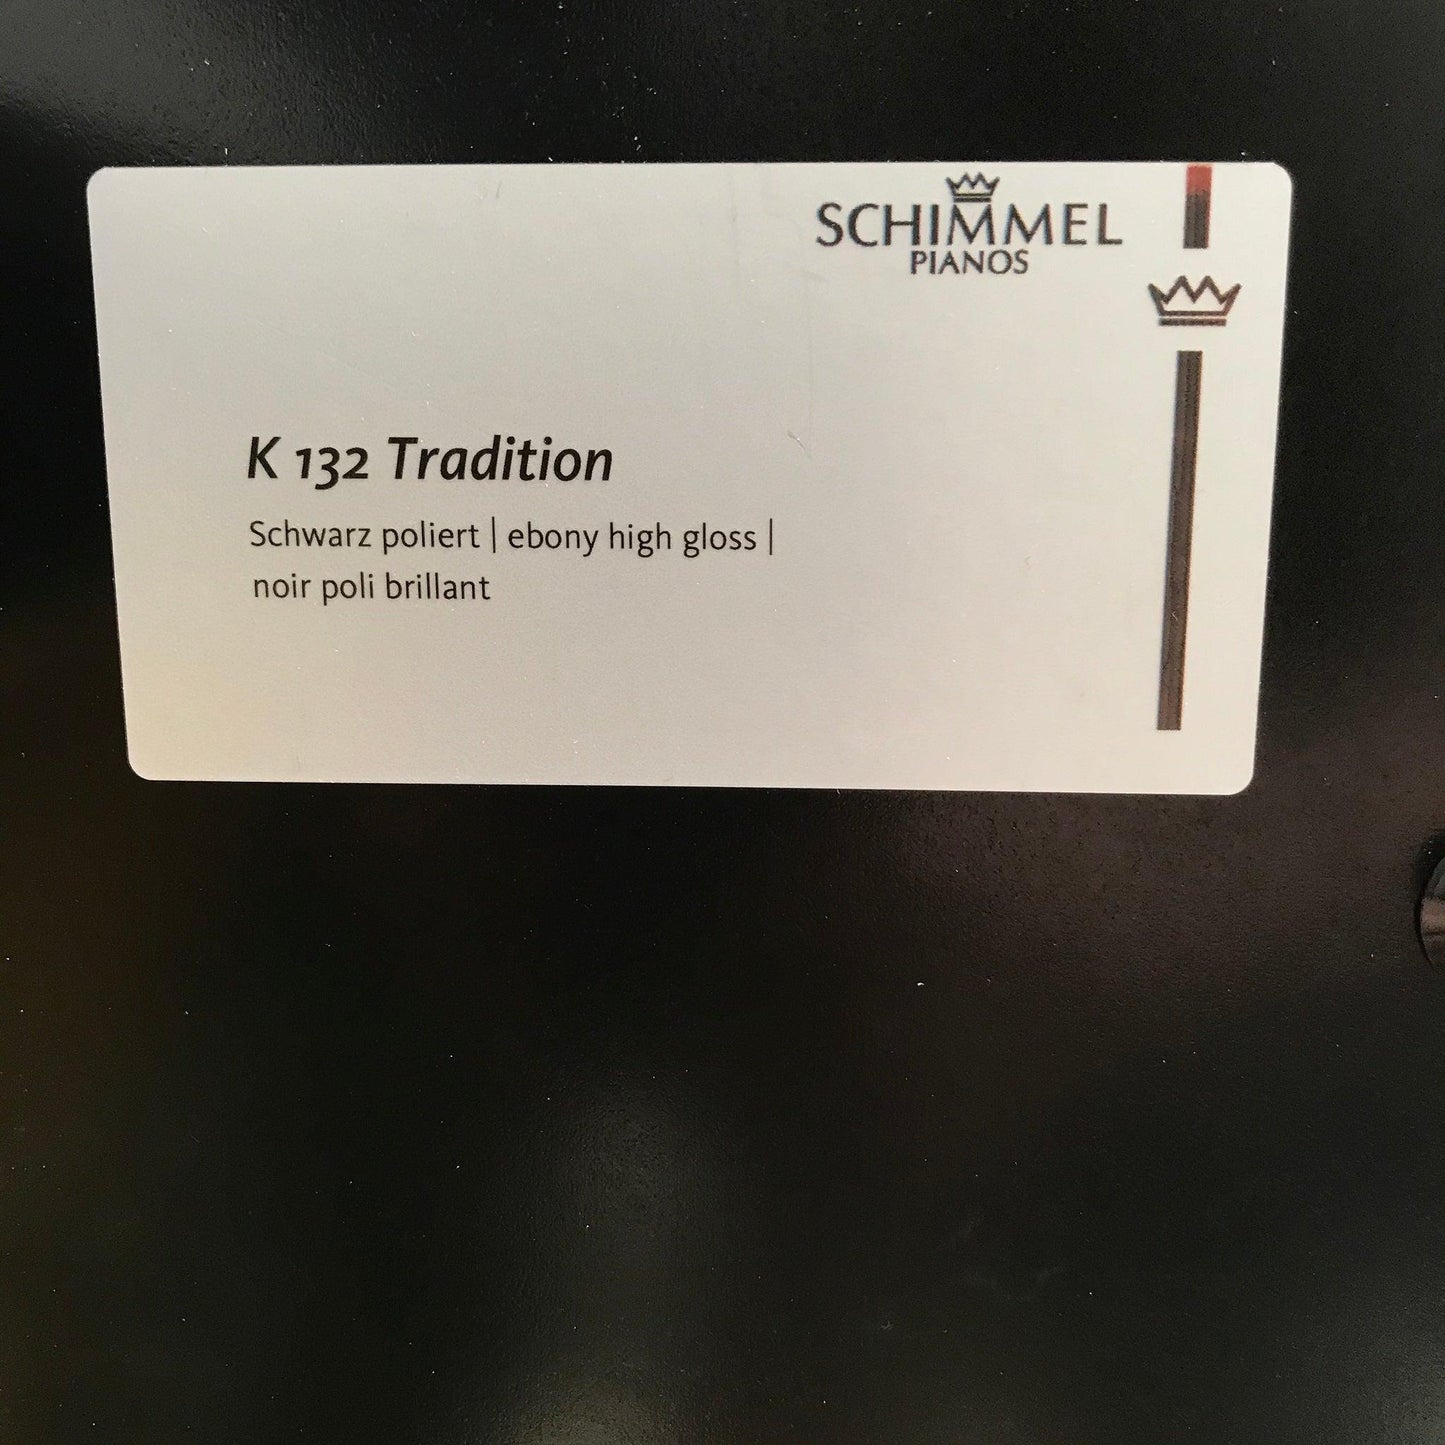 SCHIMMEL
PIANOS
K 132 Tradition
Schwarz poliert | ebony high gloss |
noir poli brillant